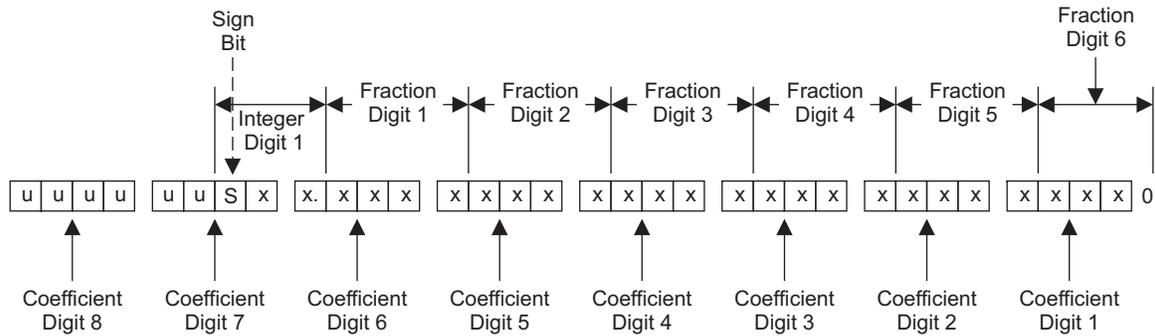 Sign
Bit
Fraction
Digit 6
Integer
Digit 1
Fraction
Digit 1
Fraction
Digit 2
Fraction
Digit 3
Fraction
Digit 4
Fraction
Digit 5
u u u u
u u S x
x. x x x
x x x x
x x x x
x x x x
x x x x
x x x x 0
Coefficient
Digit 8
Coefficient
Digit 7
Coefficient
Digit 6
Coefficient
Digit 5
Coefficient
Digit 4
Coefficient
Digit 3
Coefficient
Digit 2
Coefficient
Digit 1